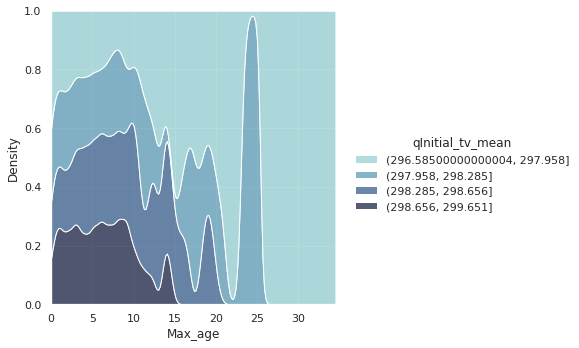 1.0
0.8
0.6
0.4
0.2
0.0
Density
0 5 10 15 20 25 30
Max_age
qInitial_tv_mean
(296.58500000000004, 297.958]
(297.958, 298.285]
(298.285, 298.656]
(298.656, 299.651]